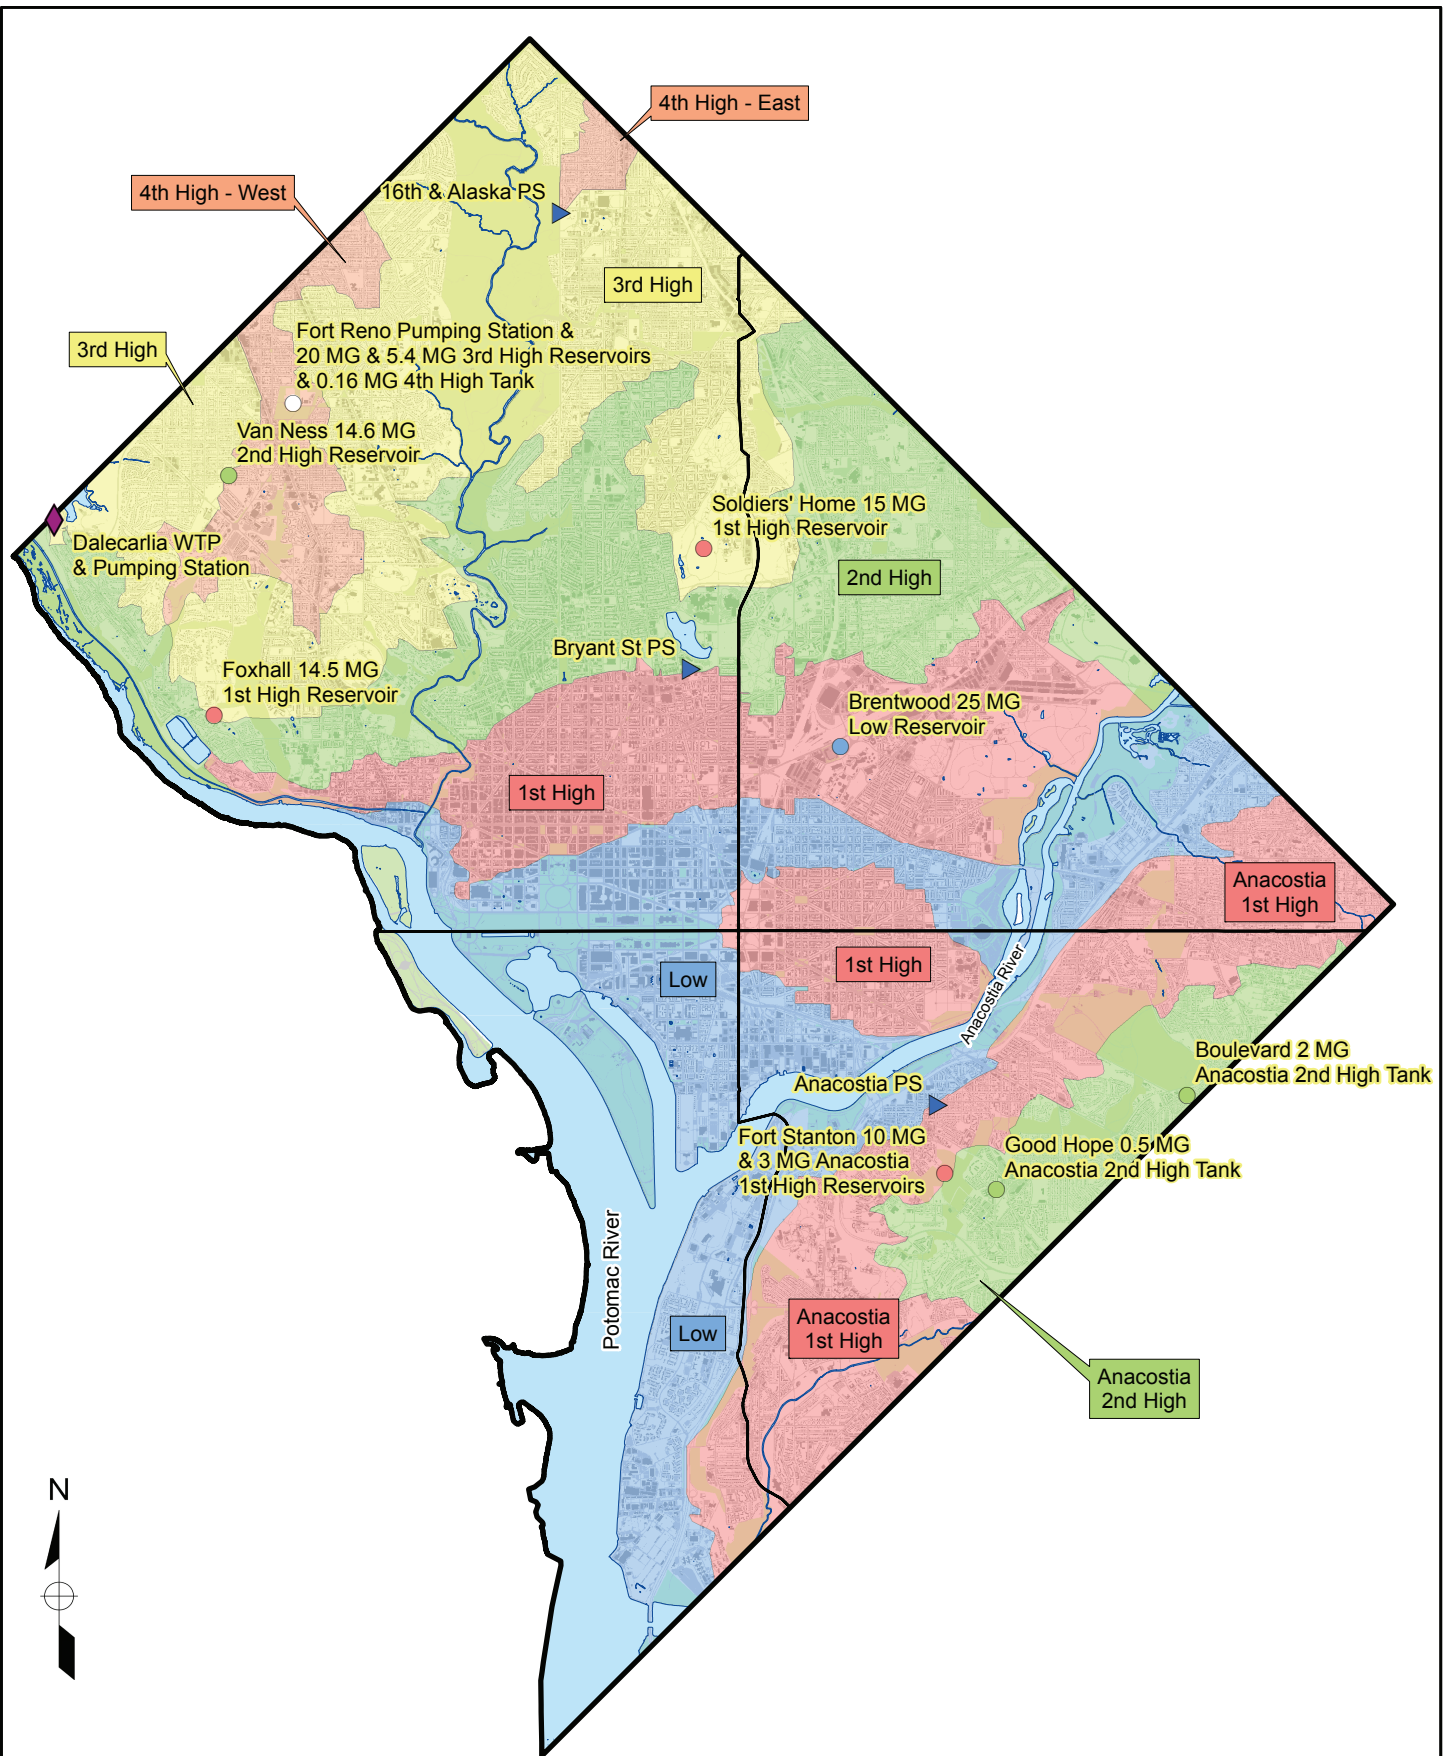 4th High - East
4th High - West
16th & Alaska PS
3rd High
3rd High
Fort Reno Pumping Station &
20 MG & 5.4 MG 3rd High Reservoirs
& 0.16 MG 4th High Tank
Van Ness 14.6 MG
2nd High Reservoir
Soldiers' Home 15 MG
1st High Reservoir
Dalecarlia WTP
& Pumping Station
2nd High
Bryant St PS
Foxhall 14.5 MG
1st High Reservoir
Brentwood 25 MG
Low Reservoir
1st High
Anacostia
1st High
1st High
Low
Anacostia River
Boulevard 2 MG
Anacostia 2nd High Tank
Anacostia PS
Fort Stanton 10 MG
& 3 MG Anacostia
1st High Reservoirs
Good Hope 0.5 MG
Anacostia 2nd High Tank
Potomac River
Low
Anacostia
1st High
Anacostia
2nd High
N